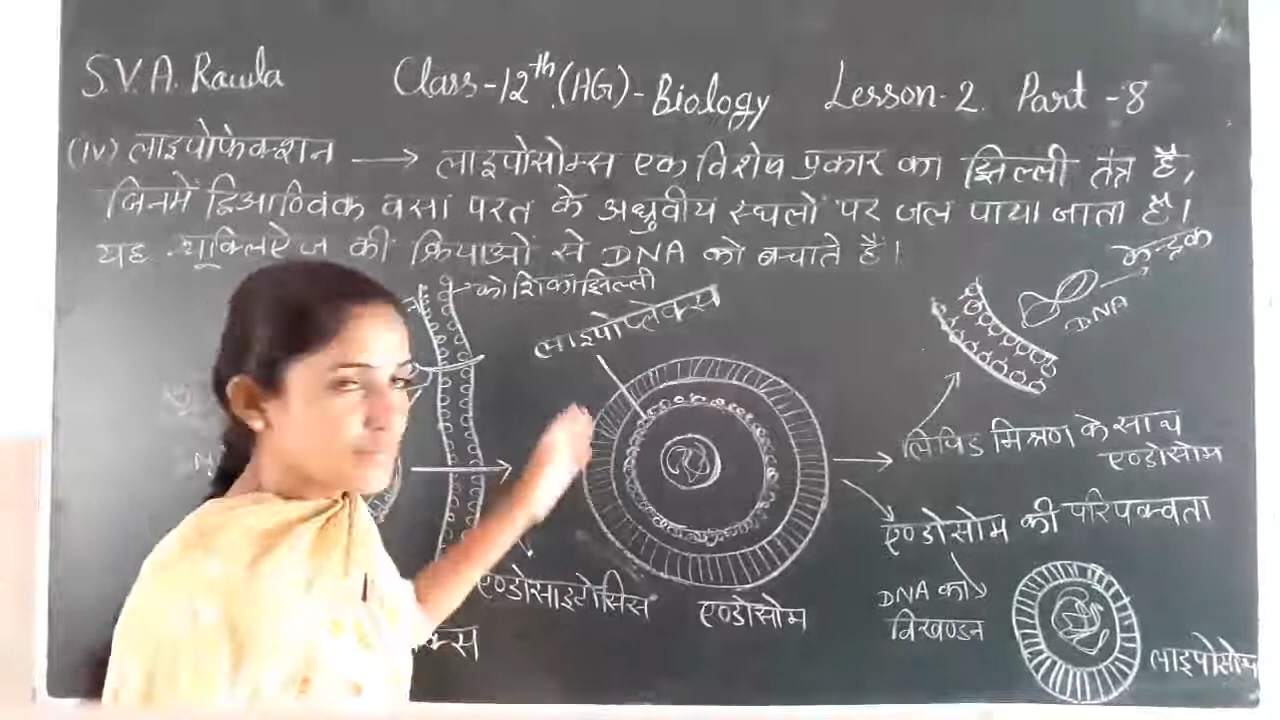 S.V.A. Rawla Class-12th (AG) - Biology Lesson-2. Part-8
(iv) लाइपोफेक्शन → लाइपोसोम्स एक विशेष प्रकार का झिल्ली तंत्र है,
जिनमें द्विआण्विक वसा परत के अध्रुवीय स्थलों पर जल पाया जाता है।
यह न्यूक्लिऐज की क्रियाओं से DNA को बचाते हैं।
केन्द्रक
कोशिका झिल्ली
लाइपोप्लेक्स
DNA
लिपिड मिश्रण के साथ
एण्डोसोम
एण्डोसोम की परिपक्वता
एण्डोसाइटोसिस
एण्डोसोम
DNA का
विखण्डन
लाइपोसोम